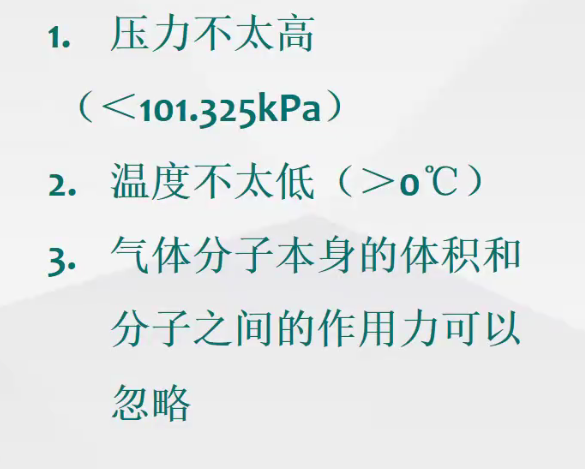 1. 压力不太高
（＜101.325kPa）
2. 温度不太低（＞0℃）
3. 气体分子本身的体积和
分子之间的作用力可以
忽略